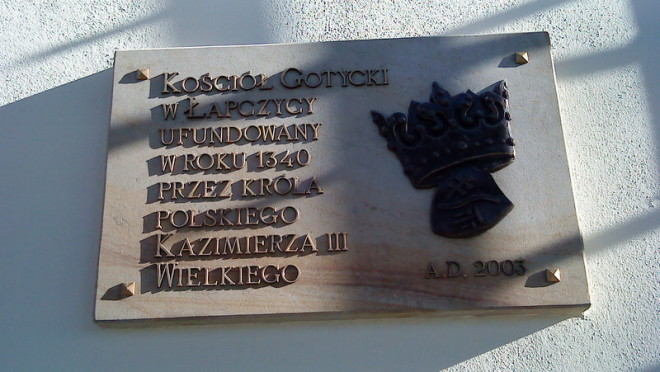 Kościół Gotycki
w Łapczycy
ufundowany
w roku 1340
przez króla
polskiego
Kazimierza III
Wielkiego
A.D. 2003